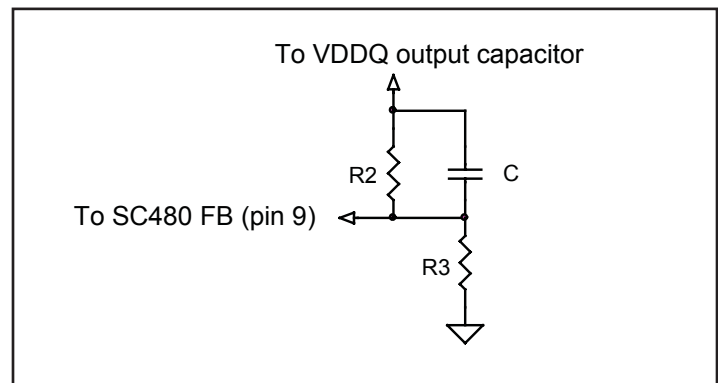 To VDDQ output capacitor
R2
C
To SC480 FB (pin 9)
R3